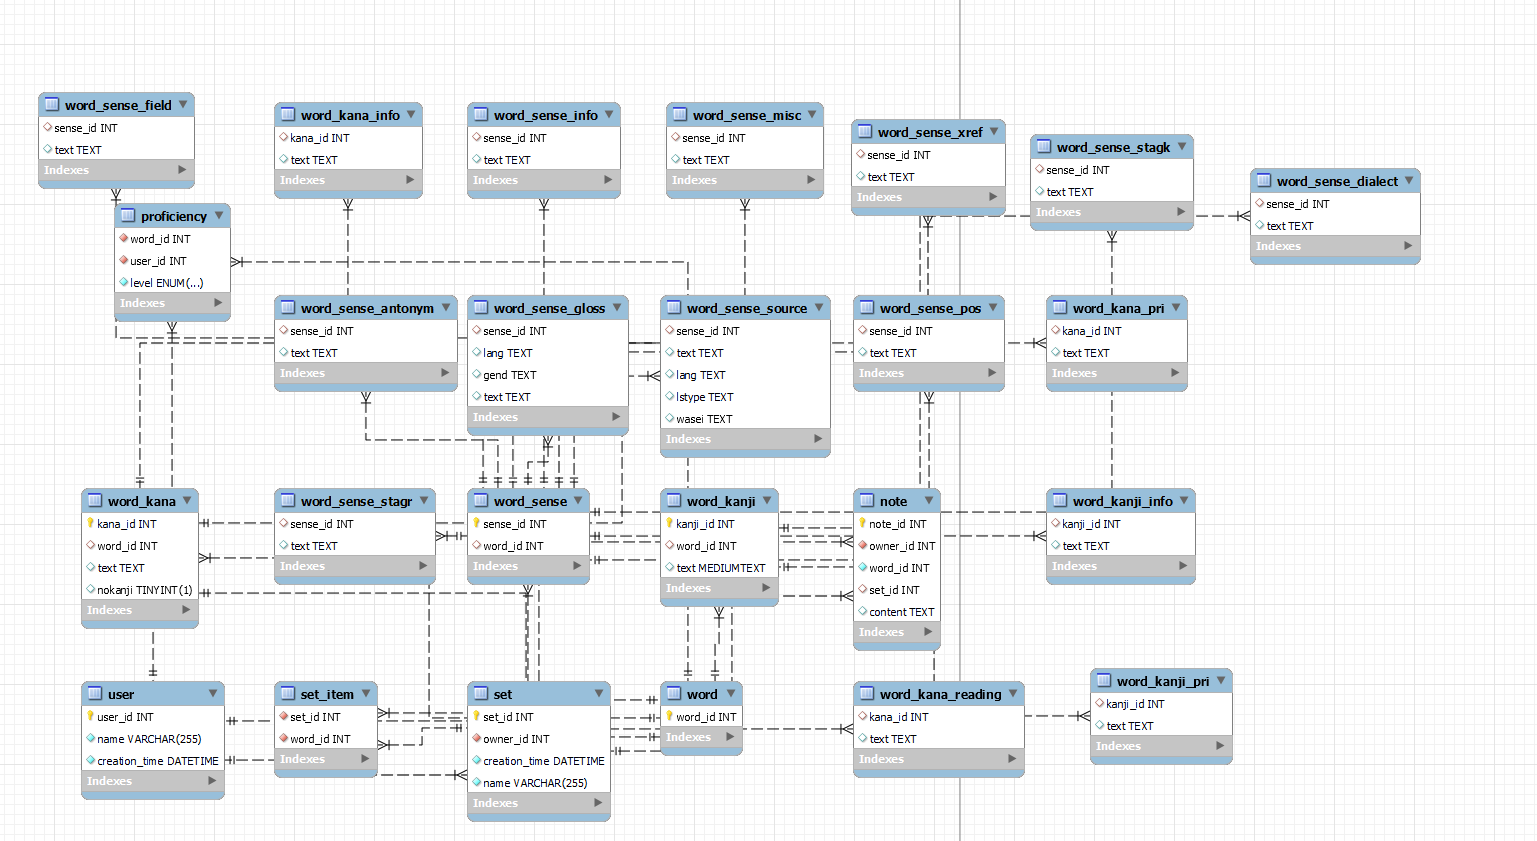 word_sense_field
sense_id INT
text TEXT
Indexes
word_kana_info
kana_id INT
text TEXT
Indexes
word_sense_info
sense_id INT
text TEXT
Indexes
word_sense_misc
sense_id INT
text TEXT
Indexes
word_sense_xref
sense_id INT
text TEXT
Indexes
word_sense_stagk
sense_id INT
text TEXT
Indexes
word_sense_dialect
sense_id INT
text TEXT
Indexes
proficiency
word_id INT
user_id INT
level ENUM(...)
Indexes
word_sense_antonym
sense_id INT
text TEXT
Indexes
word_sense_gloss
sense_id INT
lang TEXT
gend TEXT
text TEXT
Indexes
word_sense_source
sense_id INT
text TEXT
lang TEXT
lstype TEXT
wasei TEXT
Indexes
word_sense_pos
sense_id INT
text TEXT
Indexes
word_kana_pri
kana_id INT
text TEXT
Indexes
word_kana
kana_id INT
word_id INT
text TEXT
nokanji TINYINT(1)
Indexes
word_sense_stagr
sense_id INT
text TEXT
Indexes
word_sense
sense_id INT
word_id INT
Indexes
word_kanji
kanji_id INT
word_id INT
text MEDIUMTEXT
Indexes
note
note_id INT
owner_id INT
word_id INT
set_id INT
content TEXT
Indexes
word_kanji_info
kanji_id INT
text TEXT
Indexes
user
user_id INT
name VARCHAR(255)
creation_time DATETIME
Indexes
set_item
set_id INT
word_id INT
Indexes
set
set_id INT
owner_id INT
creation_time DATETIME
name VARCHAR(255)
Indexes
word
word_id INT
Indexes
word_kana_reading
kana_id INT
text TEXT
Indexes
word_kanji_pri
kanji_id INT
text TEXT
Indexes